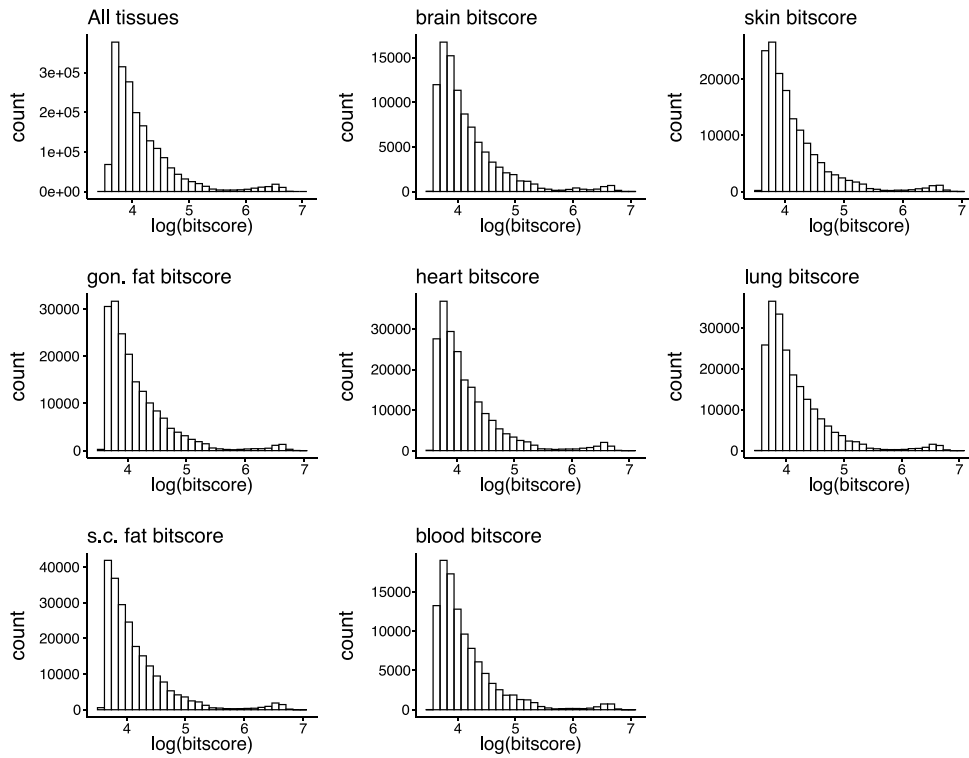 All tissues
count
3e+05
2e+05
1e+05
0e+00
4 5 6 7
log(bitscore)
brain bitscore
count
15000
10000
5000
0
4 5 6 7
log(bitscore)
skin bitscore
count
20000
10000
0
4 5 6 7
log(bitscore)
gon. fat bitscore
count
30000
20000
10000
0
4 5 6 7
log(bitscore)
heart bitscore
count
30000
20000
10000
0
4 5 6 7
log(bitscore)
lung bitscore
count
30000
20000
10000
0
4 5 6 7
log(bitscore)
s.c. fat bitscore
count
40000
30000
20000
10000
0
4 5 6 7
log(bitscore)
blood bitscore
count
15000
10000
5000
0
4 5 6 7
log(bitscore)